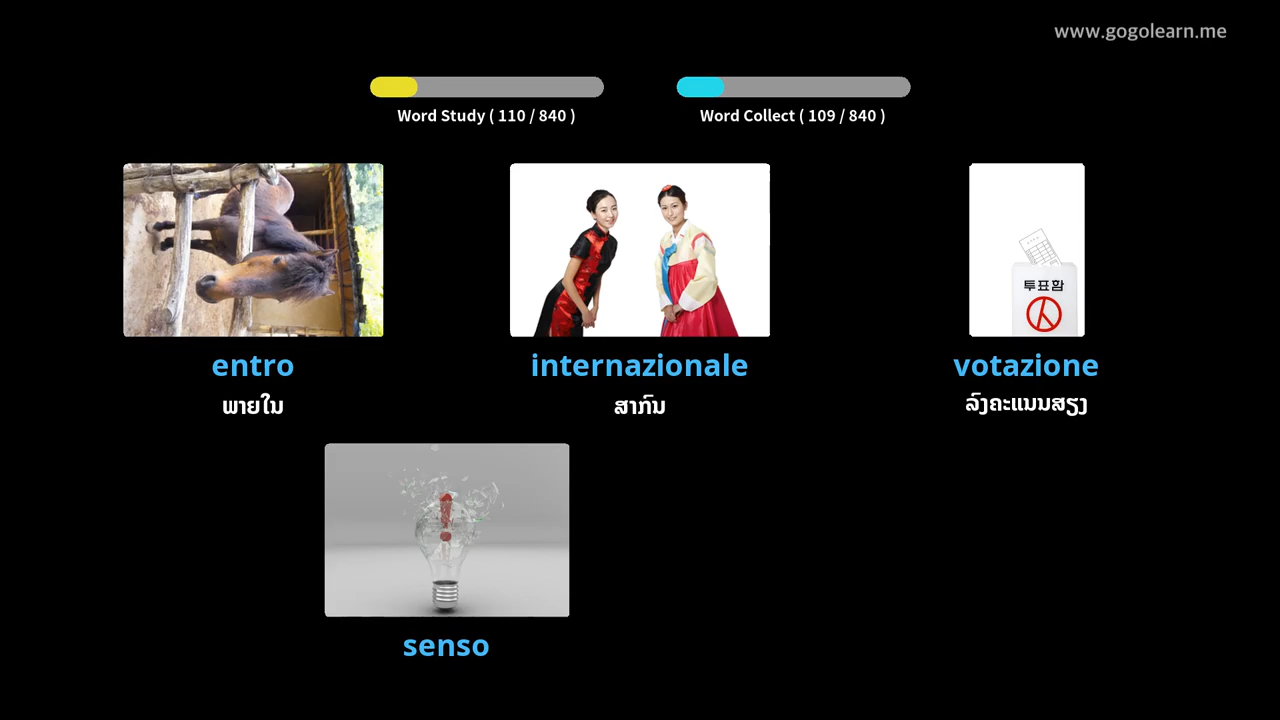 www.gogolearn.me
Word Study ( 110 / 840 )
Word Collect ( 109 / 840 )
entro
ພາຍໃນ
internazionale
ສາກົນ
투표함
votazione
ລົງຄະແນນສຽງ
senso